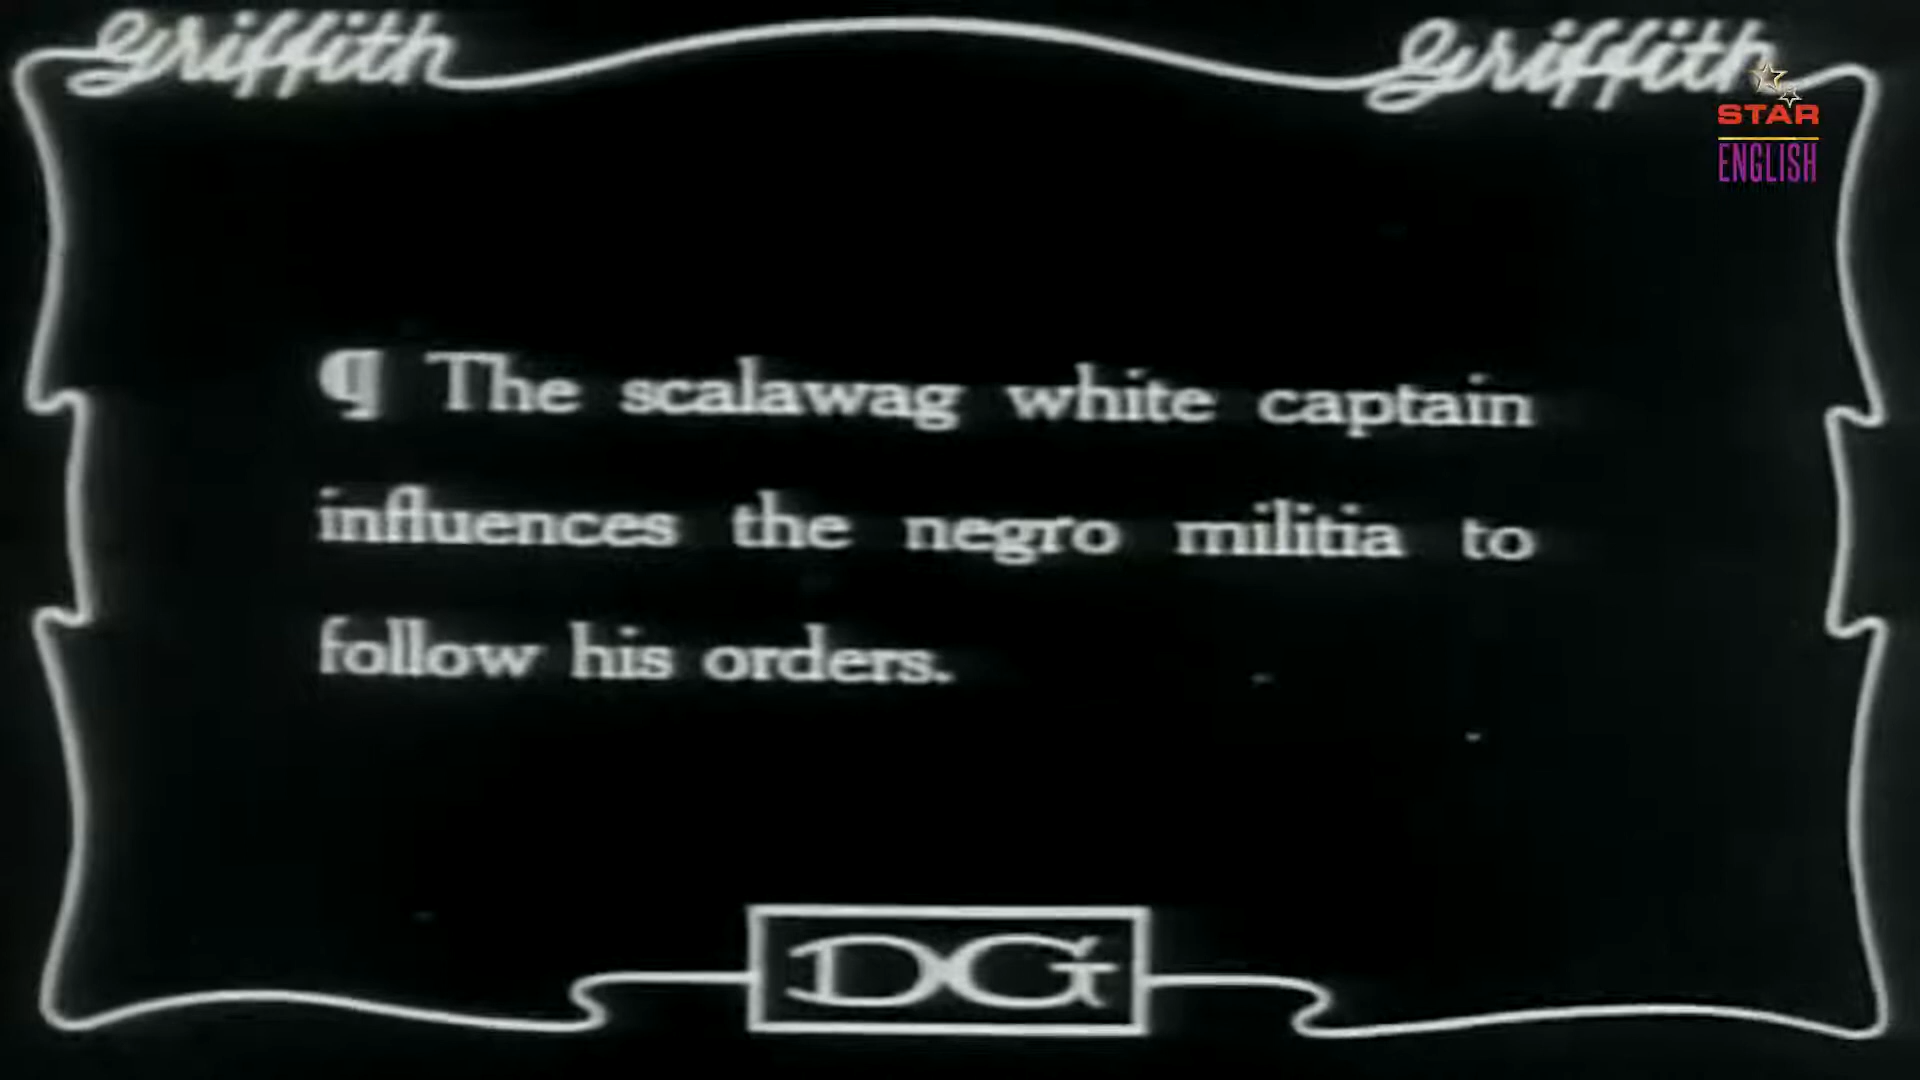 Griffith Griffith
STAR
ENGLISH
¶ The scalawag white captain
influences the negro militia to
follow his orders.
DG